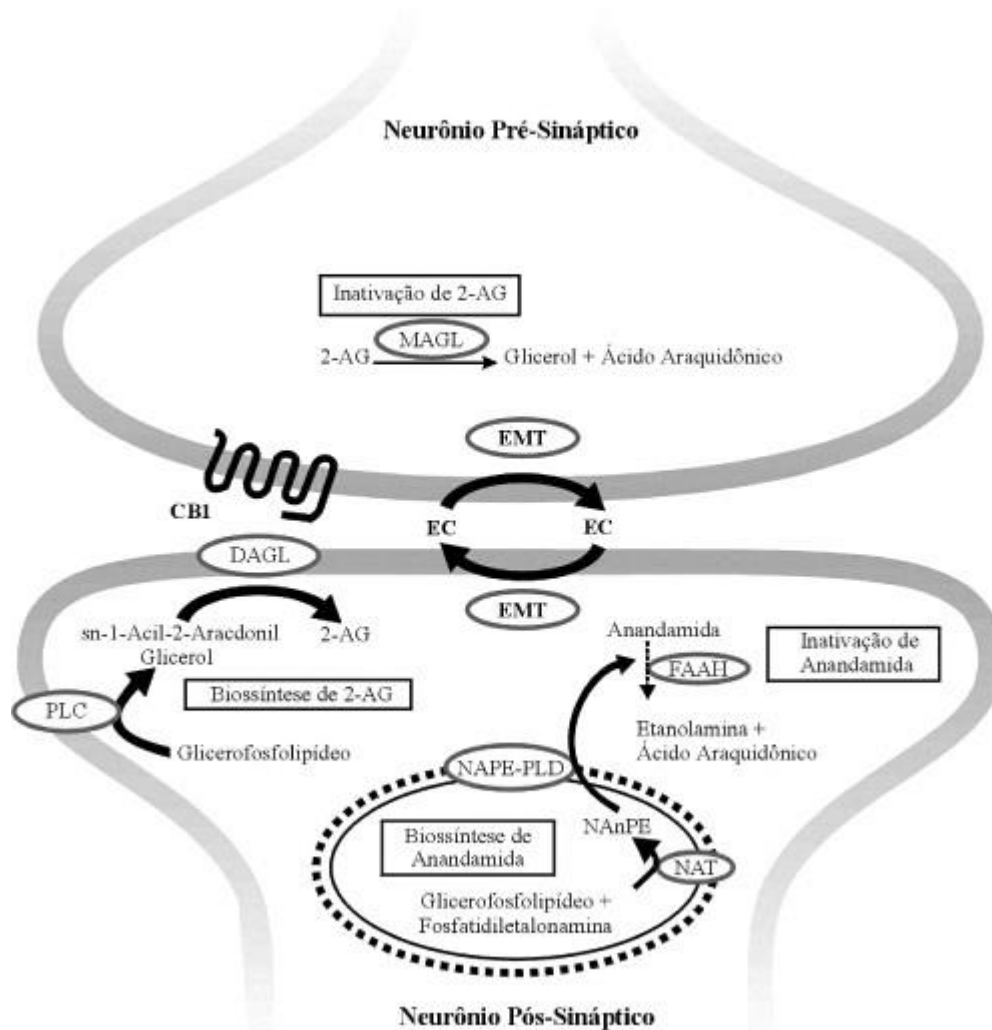 Neurônio Pré-Sináptico
Inativação de 2-AG
MAGL
2-AG
Glicerol + Ácido Araquidônico
EMT
CB1
EC
EC
DAGL
EMT
sn-1-Acil-2-Aracdonil
Glicerol
2-AG
Anandamida
Inativação de
Anandamida
FAAH
Biossíntese de 2-AG
PLC
Glicerofosfolipídeo
Etanolamina +
Ácido Araquidônico
NAPE-PLD
NAnPE
Biossíntese de
Anandamida
NAT
Glicerofosfolipídeo +
Fosfatidiletalonamina
Neurônio Pós-Sináptico